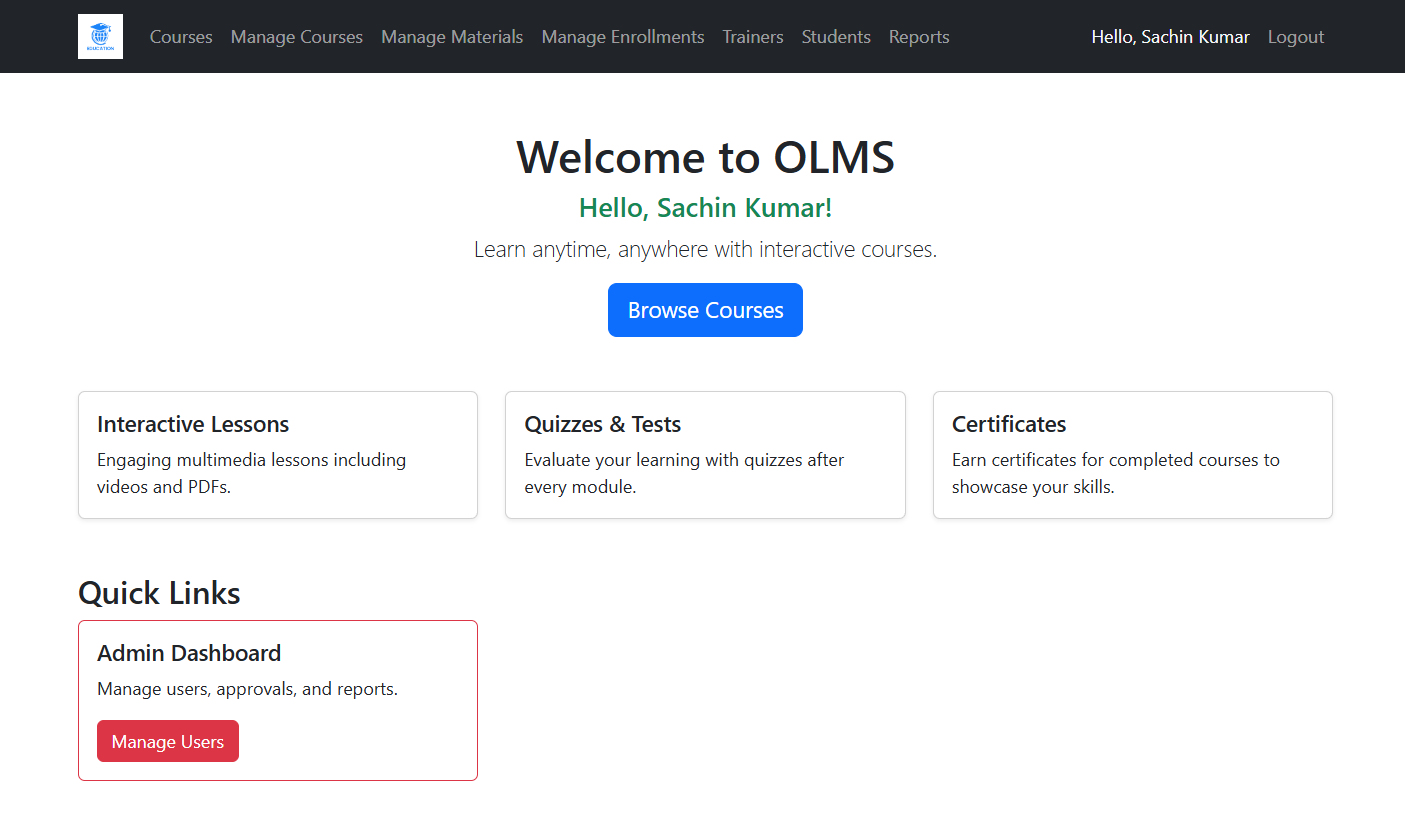 EDUCATION
Courses Manage Courses Manage Materials Manage Enrollments Trainers Students Reports Hello, Sachin Kumar Logout
Welcome to OLMS
Hello, Sachin Kumar!
Learn anytime, anywhere with interactive courses.
Browse Courses
Interactive Lessons
Engaging multimedia lessons including
videos and PDFs.
Quizzes & Tests
Evaluate your learning with quizzes after
every module.
Certificates
Earn certificates for completed courses to
showcase your skills.
Quick Links
Admin Dashboard
Manage users, approvals, and reports.
Manage Users